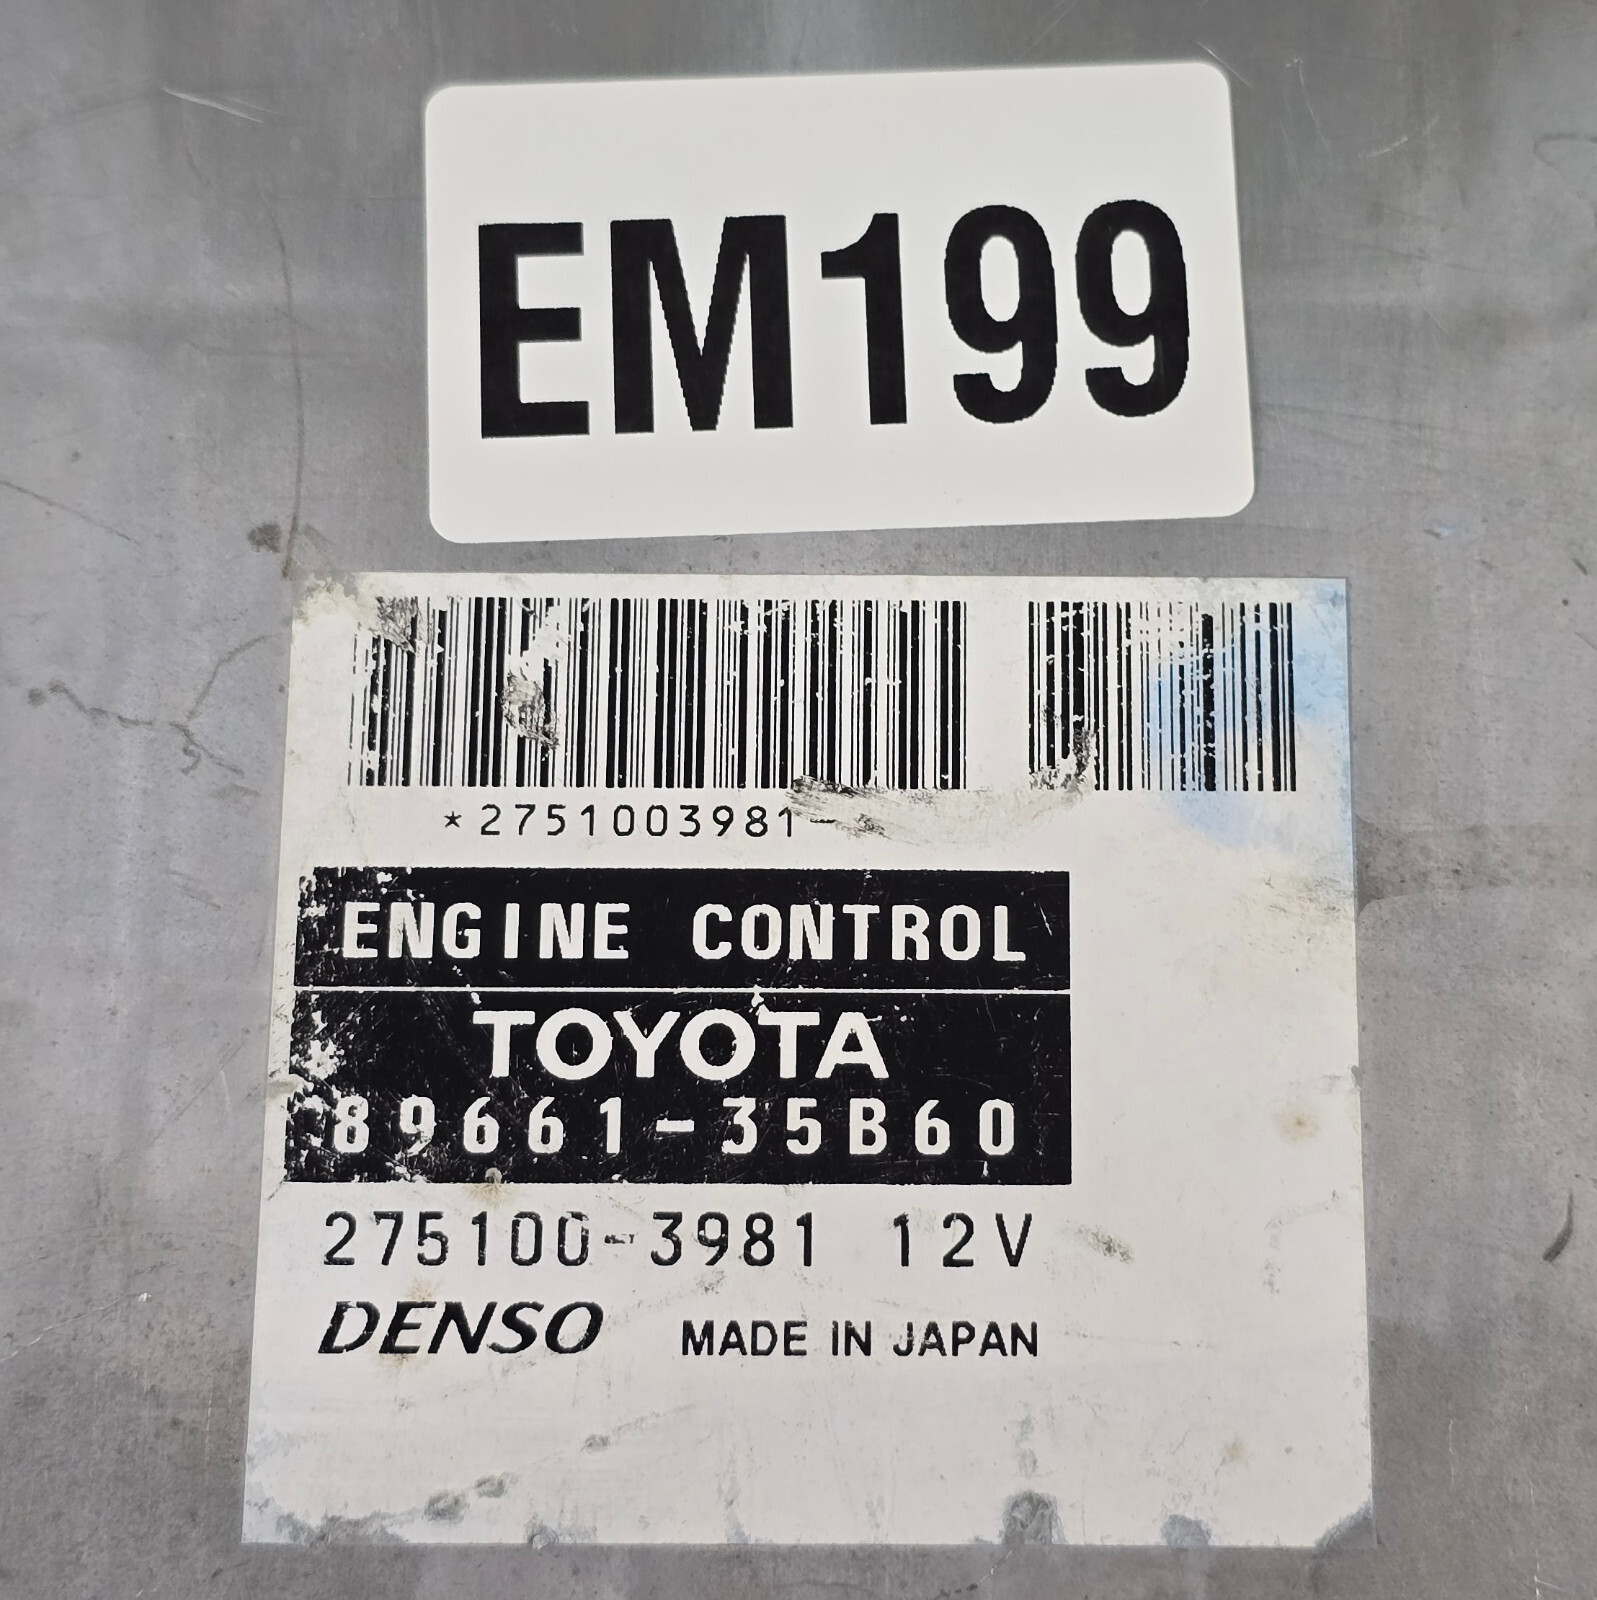 EM199
*2751003981-
ENGINE CONTROL
TOYOTA
89661-35B60
275100-3981 12V
DENSO MADE IN JAPAN